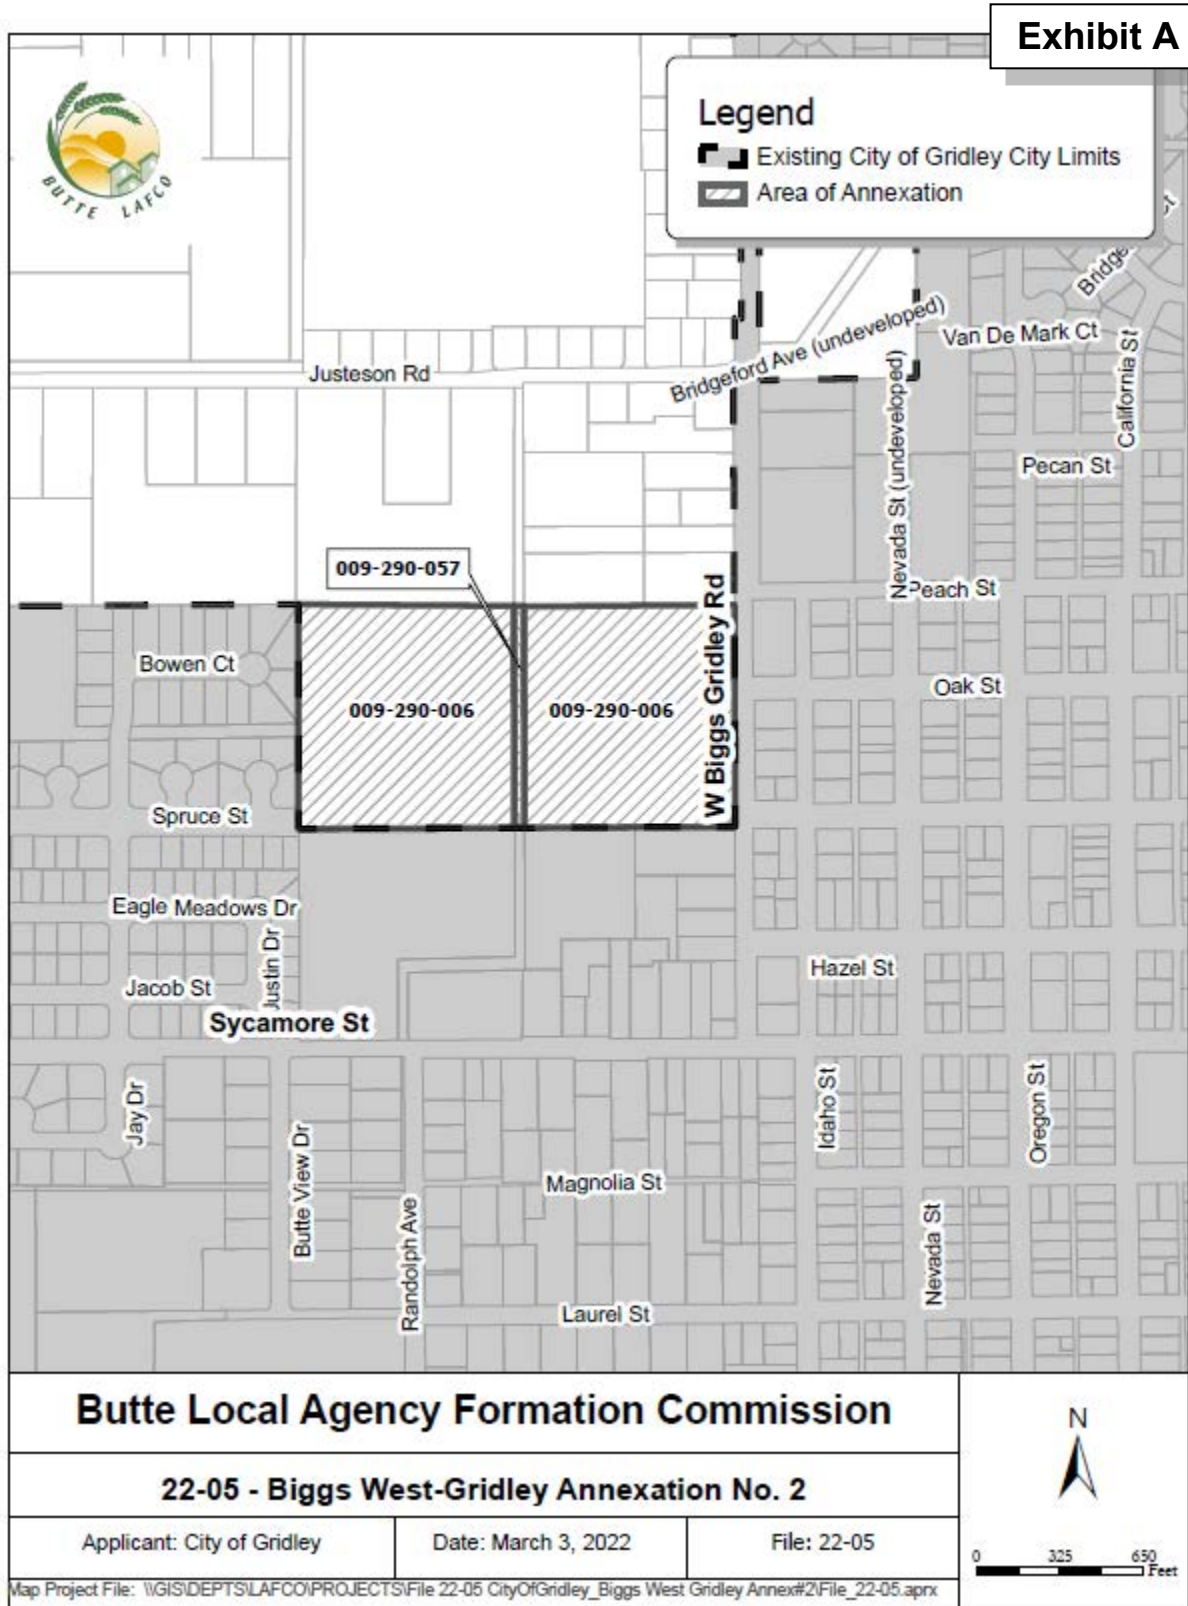 Exhibit A
BUTTE LAFCO
Legend
Existing City of Gridley City Limits
Area of Annexation
Bridgeford Ave (undeveloped)
Van De Mark Ct
California St
Justeson Rd
Nevada St (undeveloped)
Pecan St
009-290-057
Peach St
W Biggs Gridley Rd
Bowen Ct
Oak St
009-290-006
009-290-006
Spruce St
Eagle Meadows Dr
Justin Dr
Hazel St
Jacob St
Sycamore St
Jay Dr
Idaho St
Oregon St
Butte View Dr
Magnolia St
Randolph Ave
Nevada St
Laurel St
Butte Local Agency Formation Commission
22-05 - Biggs West-Gridley Annexation No. 2
Applicant: City of Gridley
Date: March 3, 2022
File: 22-05
N
0 325 650
Feet
Map Project File: \\GIS\DEPTS\LAFCO\PROJECTS\File 22-05 CityOfGridley_Biggs West Gridley Annex#2\File_22-05.aprx